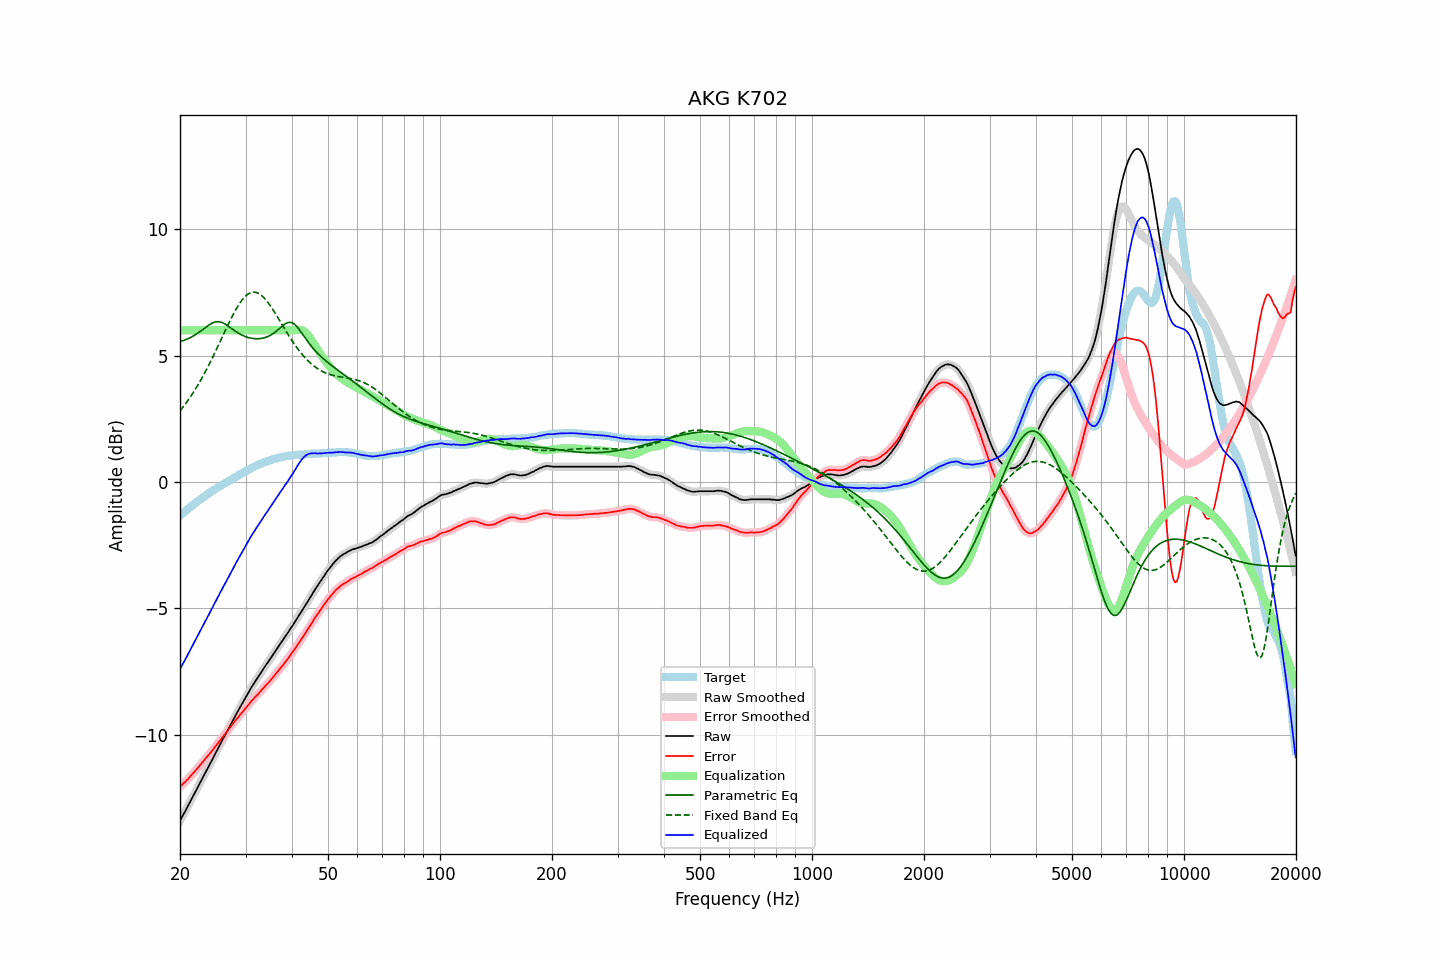 AKG K702
Amplitude (dBr)
10
5
0
−5
−10
Target
Raw Smoothed
Error Smoothed
Raw
Error
Equalization
Parametric Eq
Fixed Band Eq
Equalized
20
50
100
200
500
1000
2000
5000
10000
20000
Frequency (Hz)